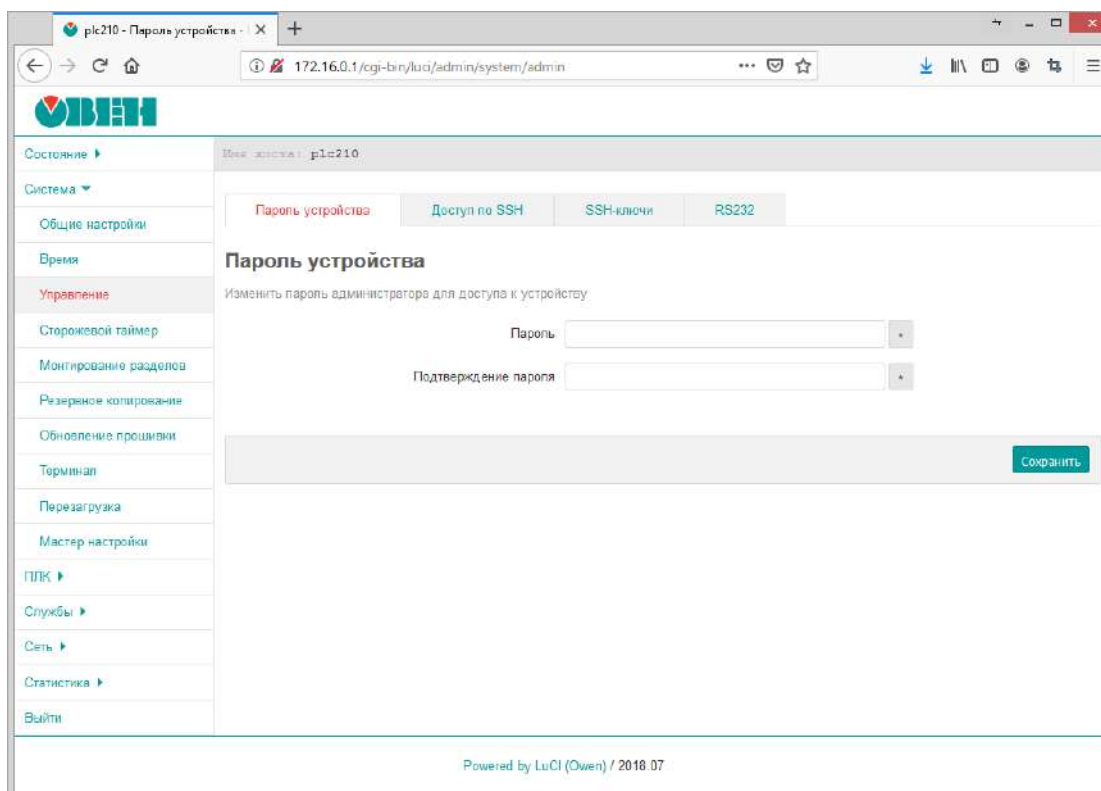 plc210 - Пароль устройства -
172.16.0.1/cgi-bin/luci/admin/system/admin
ОВЕН
Имя хоста: plc210
Состояние
Система
Общие настройки
Время
Управление
Сторожевой таймер
Монтирование разделов
Резервное копирование
Обновление прошивки
Терминал
Перезагрузка
Мастер настройки
ПЛК
Службы
Сеть
Статистика
Выйти
Пароль устройства Доступ по SSH SSH-ключи RS232
Пароль устройства
Изменить пароль администратора для доступа к устройству
Пароль
Подтверждение пароля
Сохранить
Powered by LuCI (Owen) / 2018.07